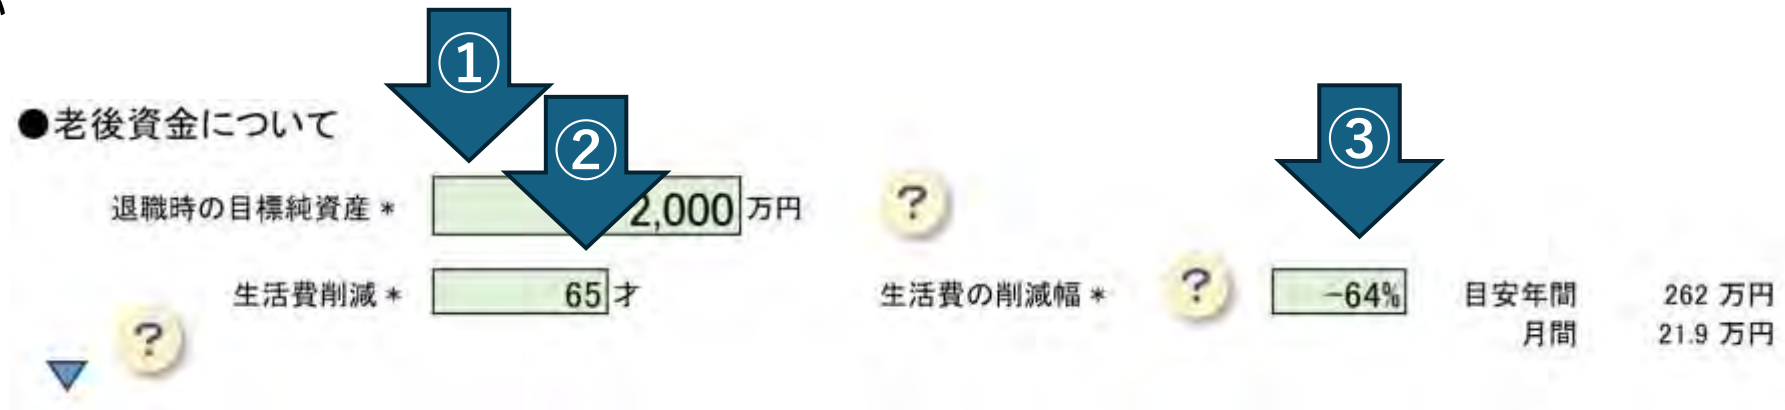 ①
②
③
●老後資金について
退職時の目標純資産＊ 2,000 万円 ?
生活費削減＊ 65 才 生活費の削減幅＊ ? -64% 目安年間 262 万円
? 月間 21.9 万円